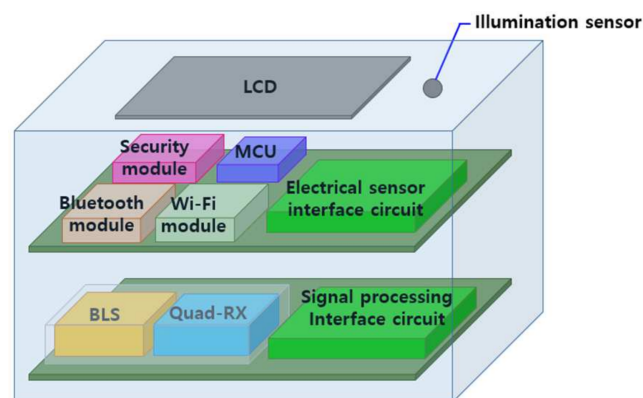 Illumination sensor
LCD
Security
module
MCU
Bluetooth
module
Wi-Fi
module
Electrical sensor
interface circuit
BLS
Quad-RX
Signal processing
Interface circuit